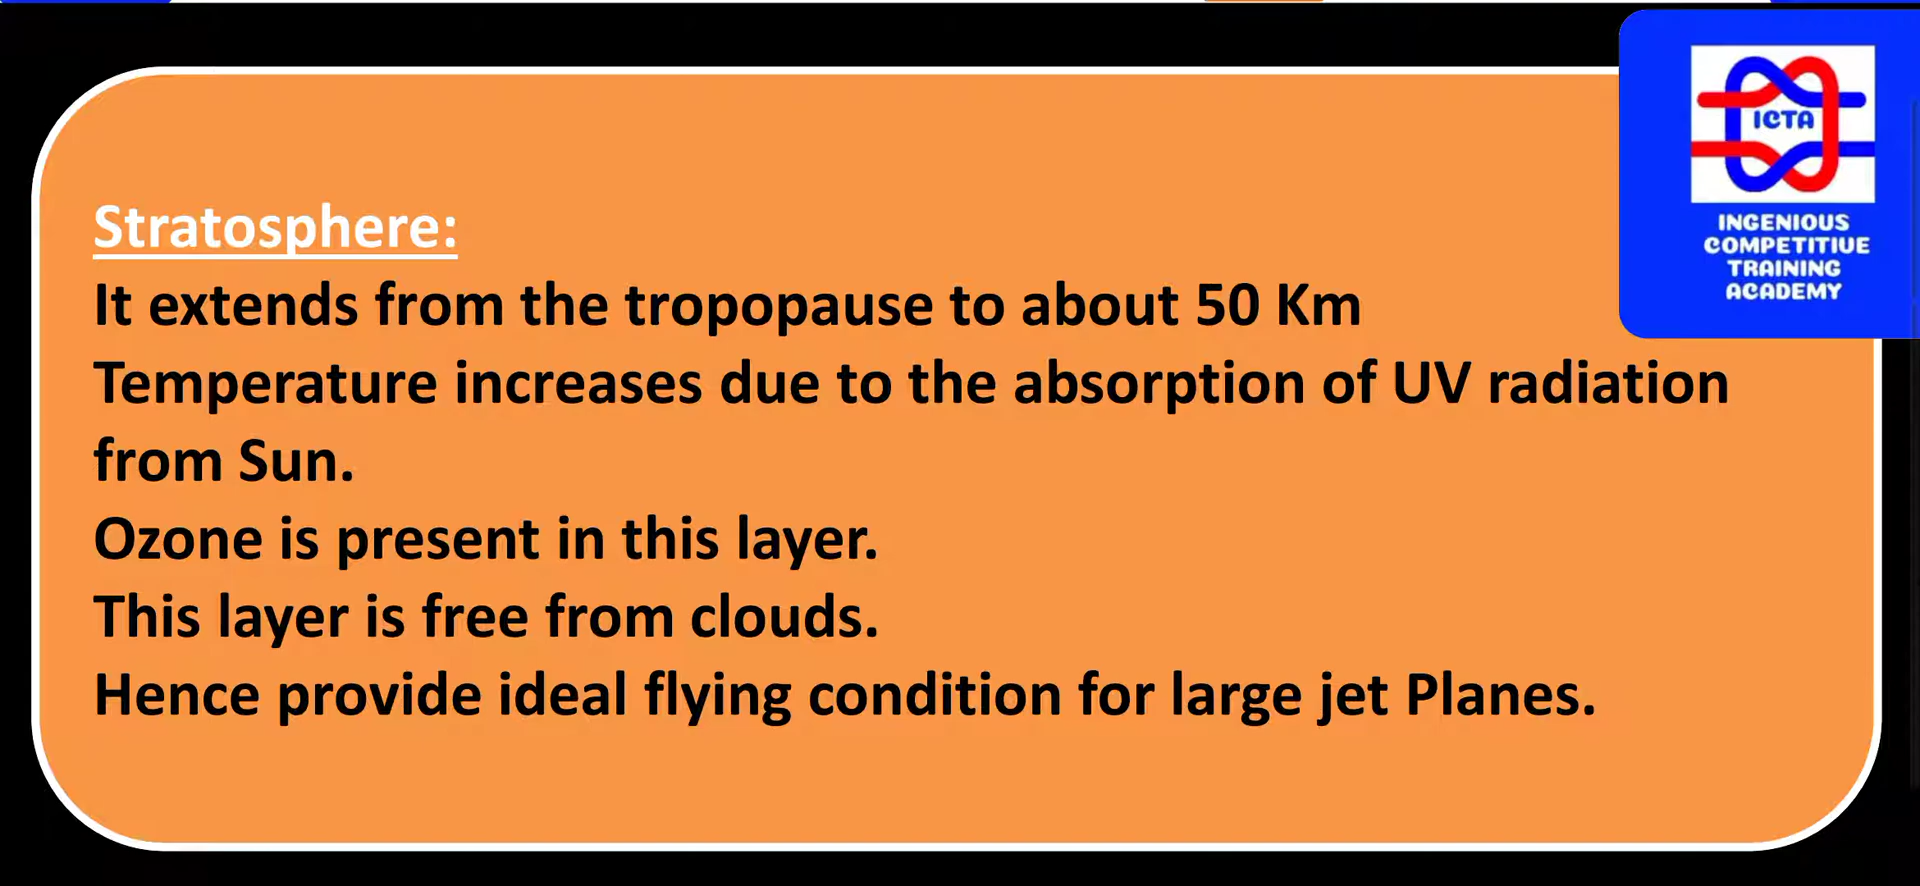 ICTA
INGENIOUS
COMPETITIVE
TRAINING
ACADEMY
Stratosphere:
It extends from the tropopause to about 50 Km
Temperature increases due to the absorption of UV radiation
from Sun.
Ozone is present in this layer.
This layer is free from clouds.
Hence provide ideal flying condition for large jet Planes.